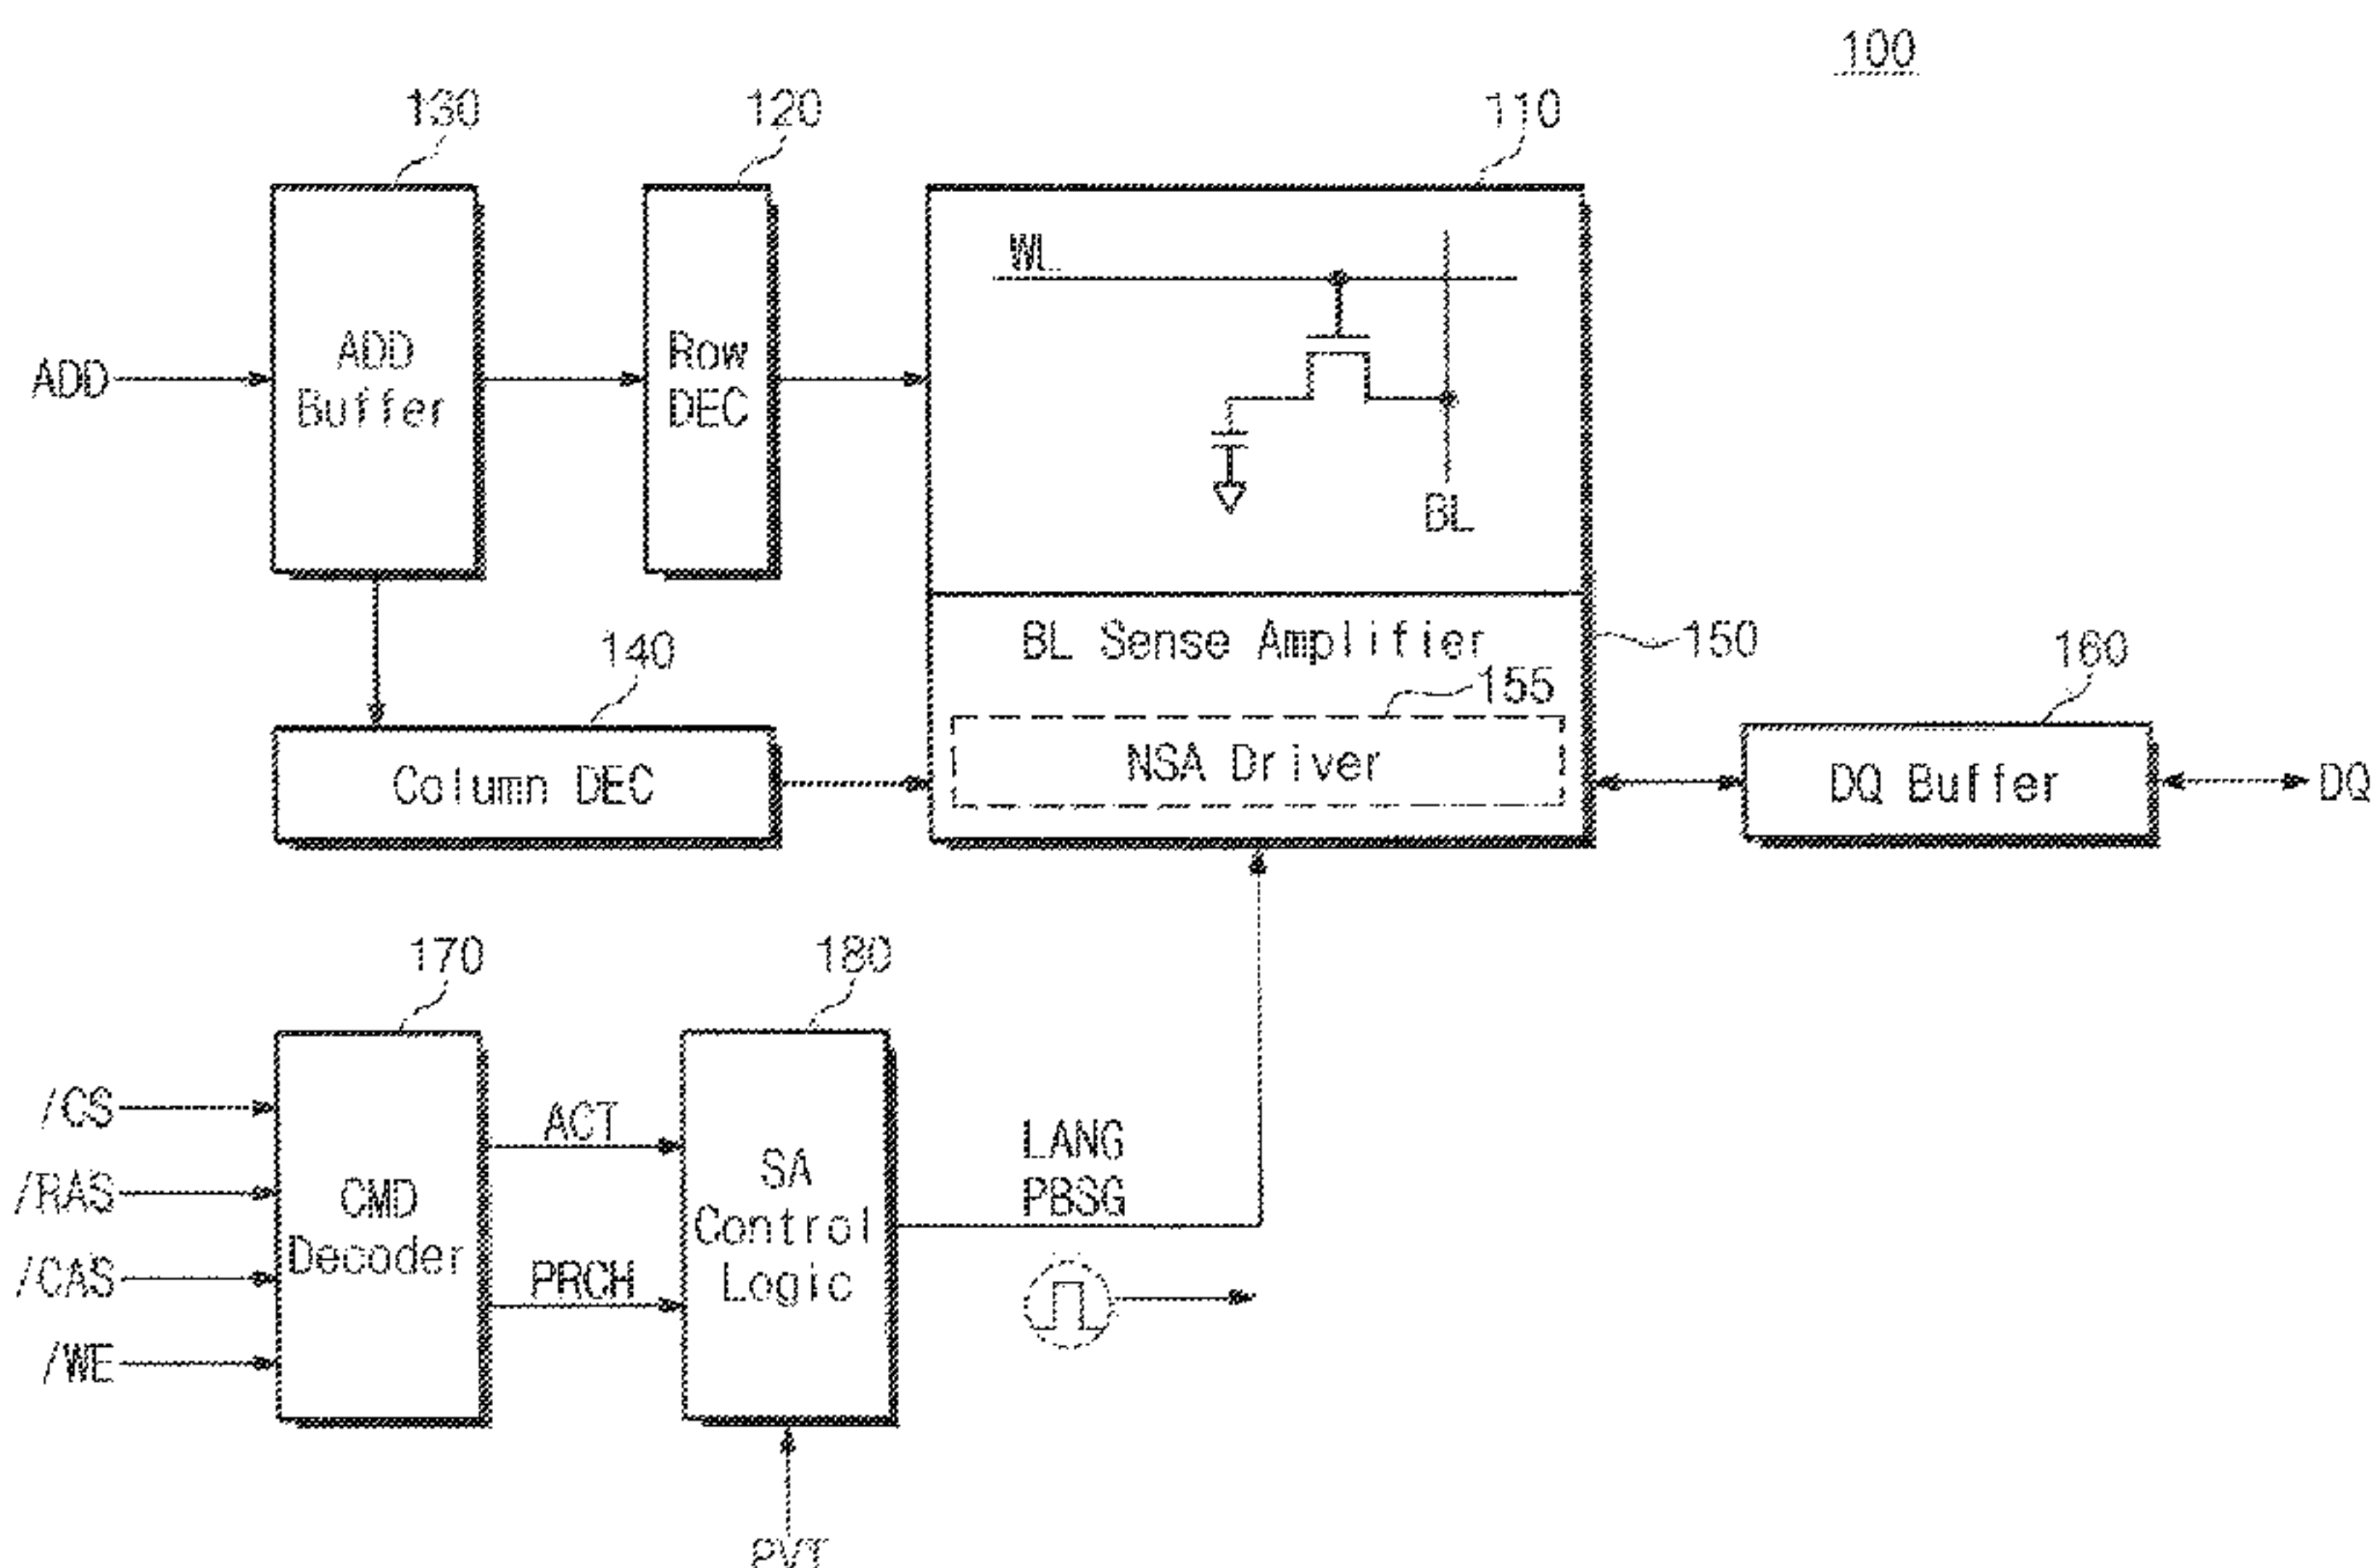 100
130
120
110
ADD
ADD
Buffer
Row
DEC
WL
BL
BL Sense Amplifier
150
155
NSA Driver
140
Column DEC
160
DQ Buffer
DQ
170
180
/CS
/RAS
/CAS
/WE
CMD
Decoder
ACT
PRCH
SA
Control
Logic
LANG
PBSG
PVT